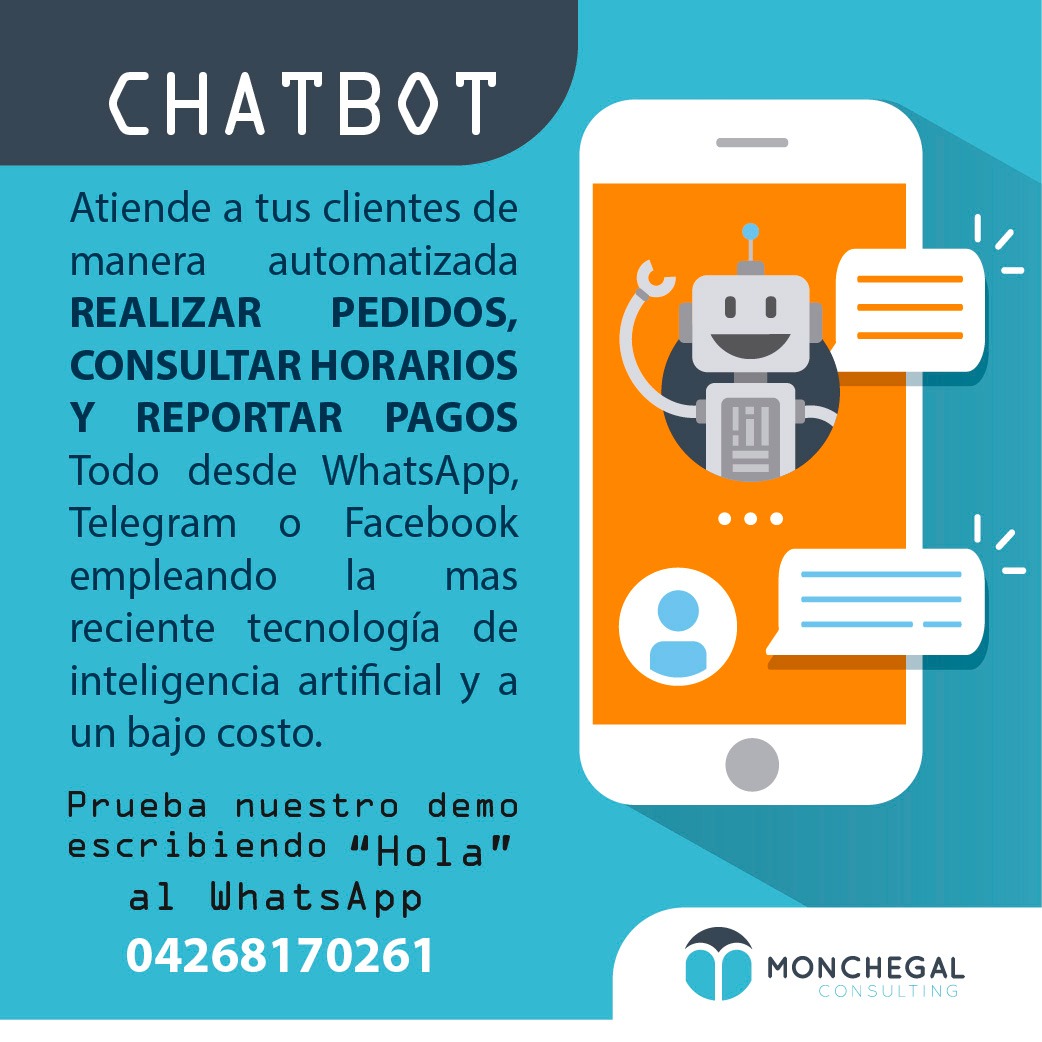 CHATBOT
Atiende a tus clientes de
manera automatizada
REALIZAR PEDIDOS,
CONSULTAR HORARIOS
Y REPORTAR PAGOS
Todo desde WhatsApp,
Telegram o Facebook
empleando la mas
reciente tecnología de
inteligencia artificial y a
un bajo costo.
Prueba nuestro demo
escribiendo “Hola”
al WhatsApp
04268170261
MONCHEGAL
CONSULTING